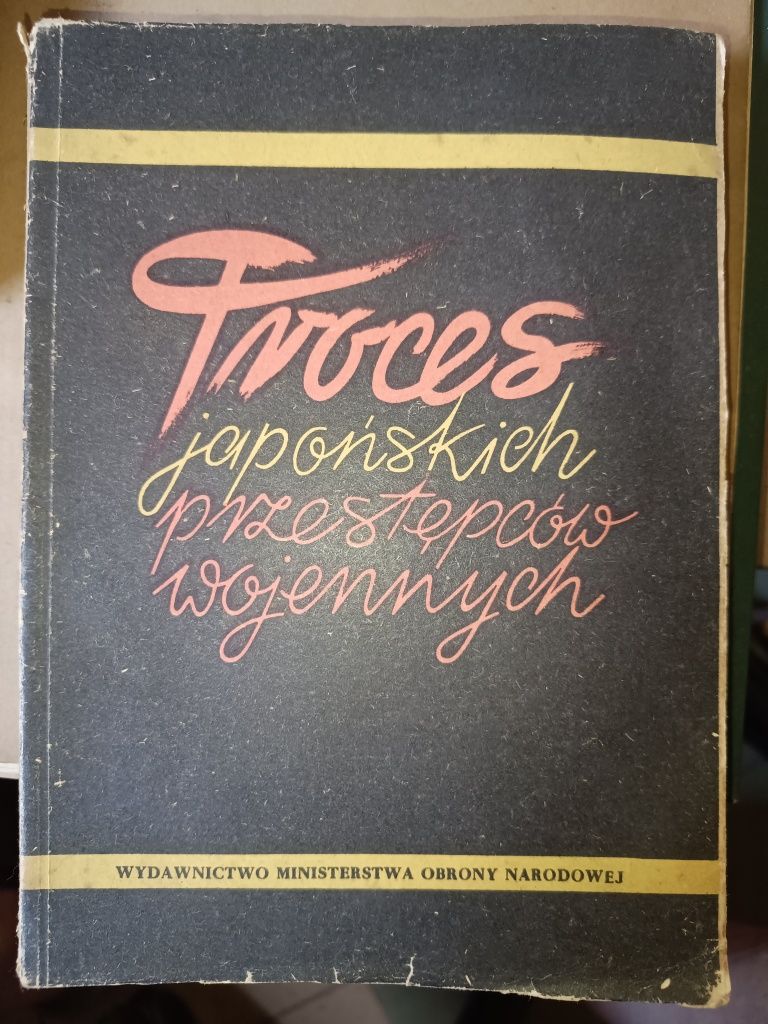 Proces
japońskich
przestępców
wojennych
WYDAWNICTWO MINISTERSTWA OBRONY NARODOWEJ